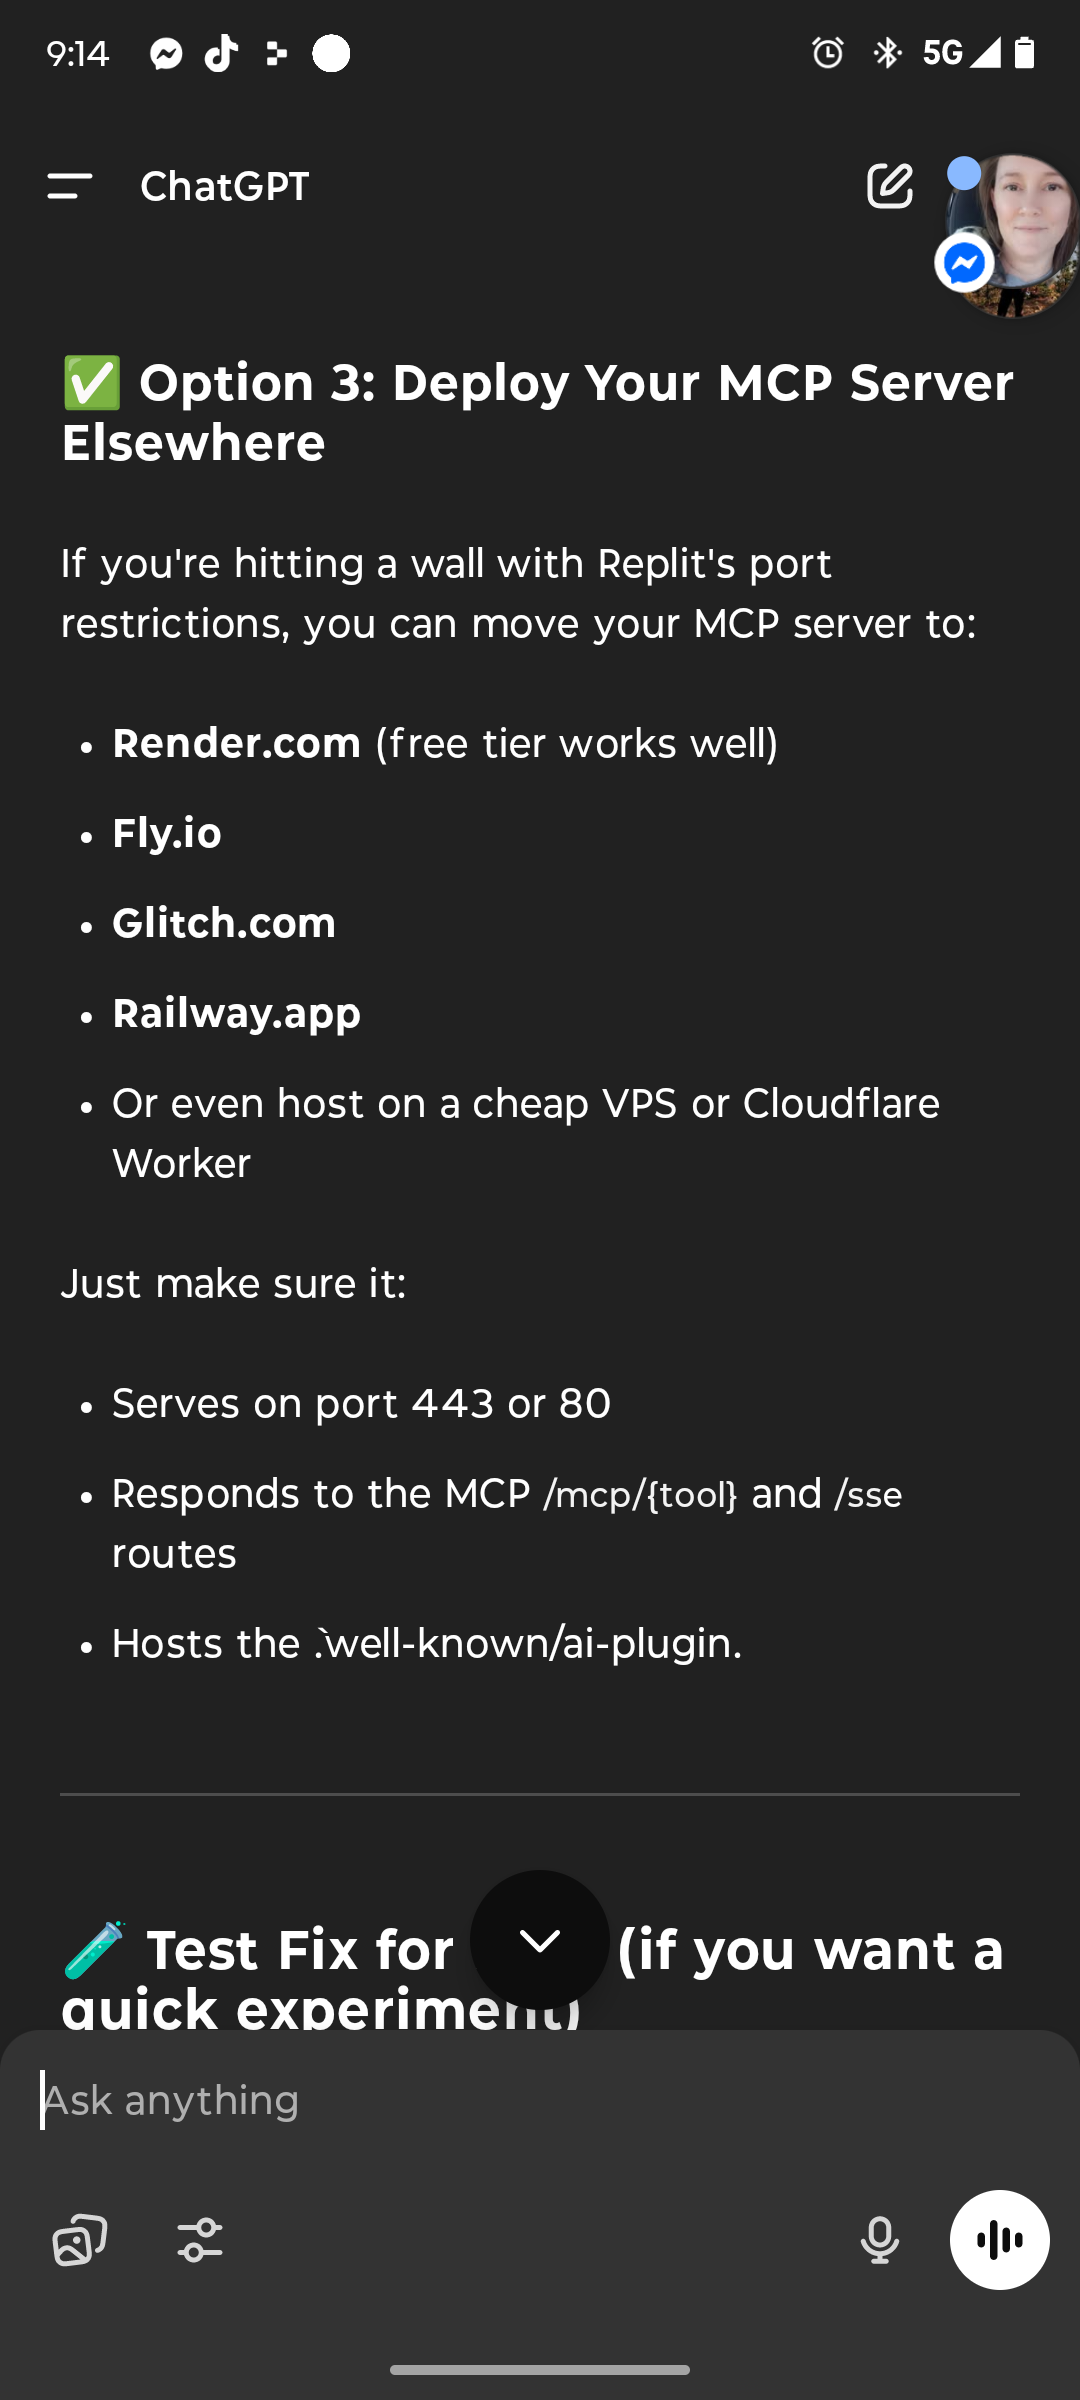 9:14
5G
ChatGPT
✅ Option 3: Deploy Your MCP Server
Elsewhere
If you're hitting a wall with Replit's port
restrictions, you can move your MCP server to:
• Render.com (free tier works well)
• Fly.io
• Glitch.com
• Railway.app
• Or even host on a cheap VPS or Cloudflare
Worker
Just make sure it:
• Serves on port 443 or 80
• Responds to the MCP /mcp/{tool} and /sse
routes
• Hosts the .`well-known/ai-plugin.
🧪 Test Fix for (if you want a
quick experiment)
Ask anything